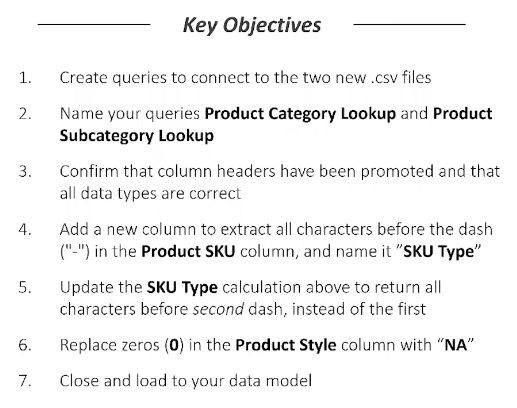 Key Objectives
1. Create queries to connect to the two new .csv files
2. Name your queries Product Category Lookup and Product
Subcategory Lookup
3. Confirm that column headers have been promoted and that
all data types are correct
4. Add a new column to extract all characters before the dash
("-") in the Product SKU column, and name it ”SKU Type”
5. Update the SKU Type calculation above to return all
characters before second dash, instead of the first
6. Replace zeros (0) in the Product Style column with “NA”
7. Close and load to your data model